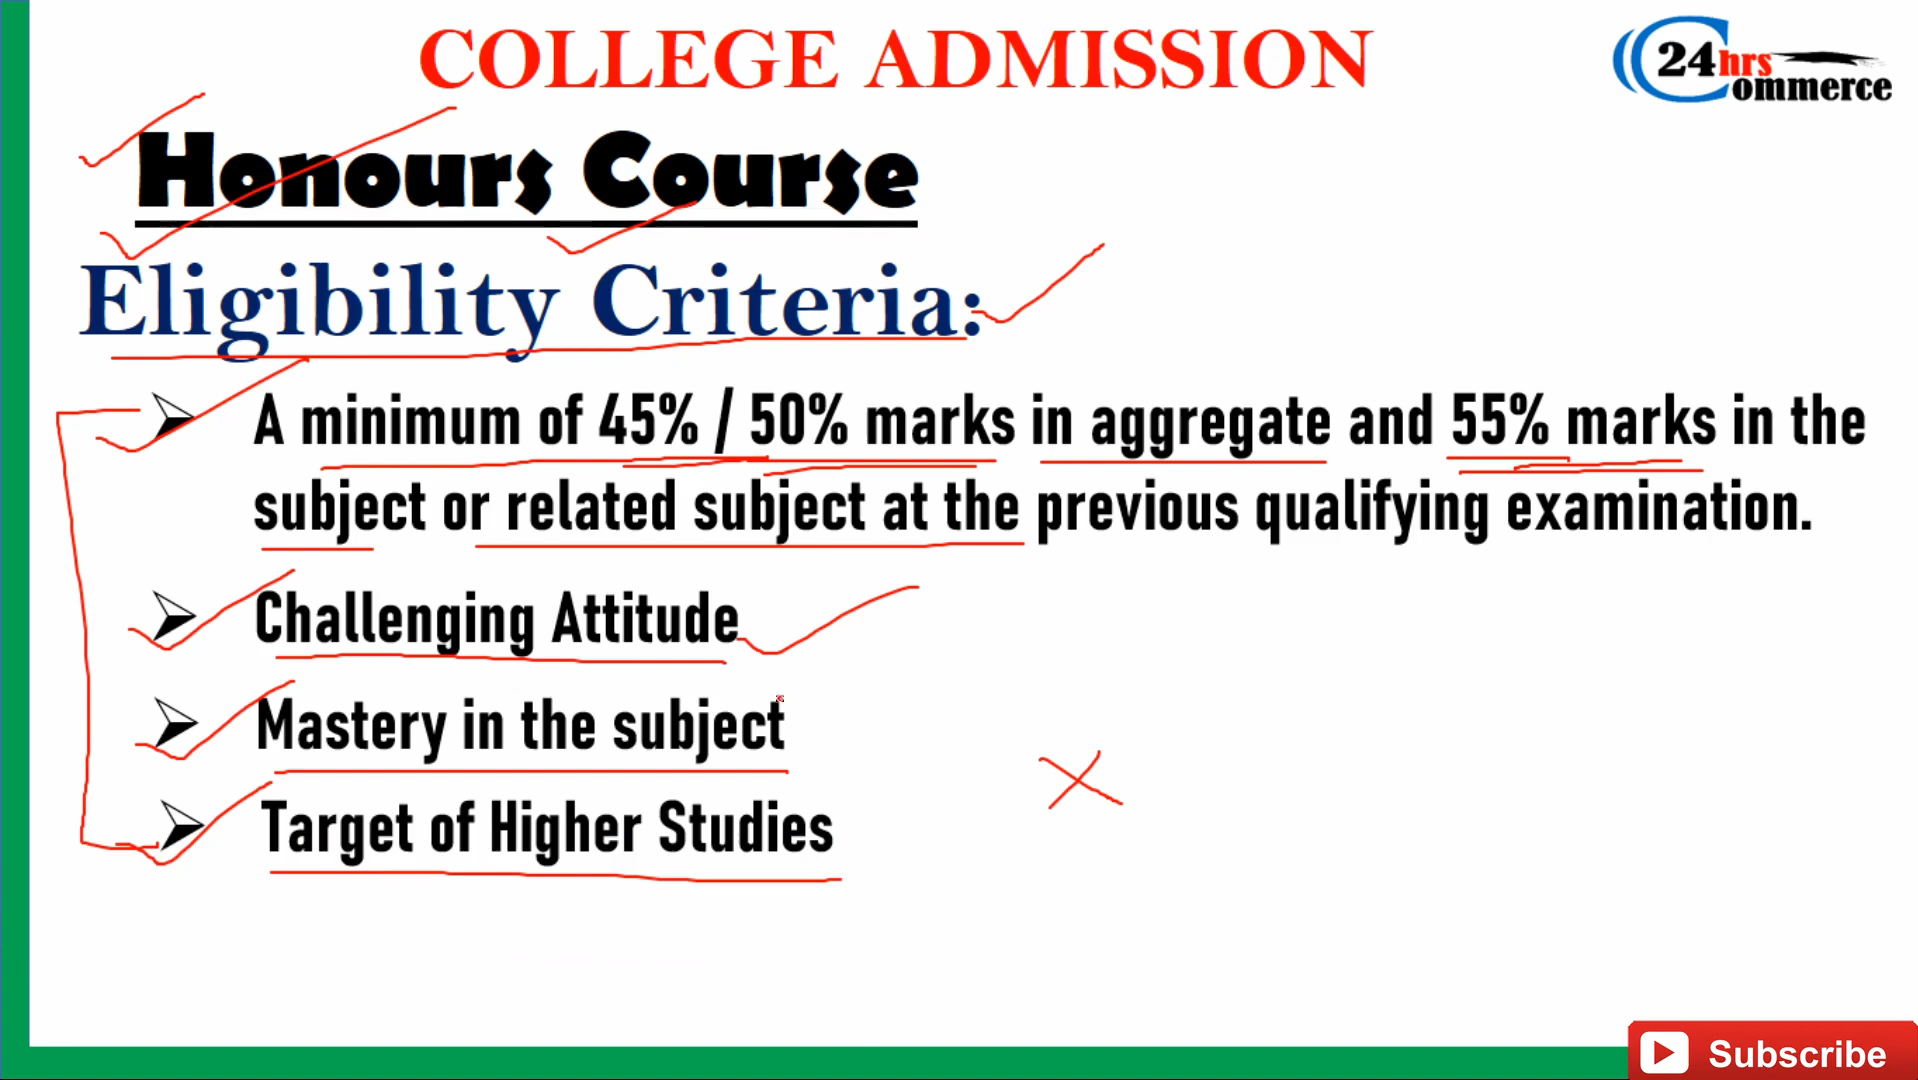 COLLEGE ADMISSION
24hrs
Commerce
Honours Course
Eligibility Criteria:
A minimum of 45% / 50% marks in aggregate and 55% marks in the
subject or related subject at the previous qualifying examination.
Challenging Attitude
Mastery in the subject
Target of Higher Studies
Subscribe